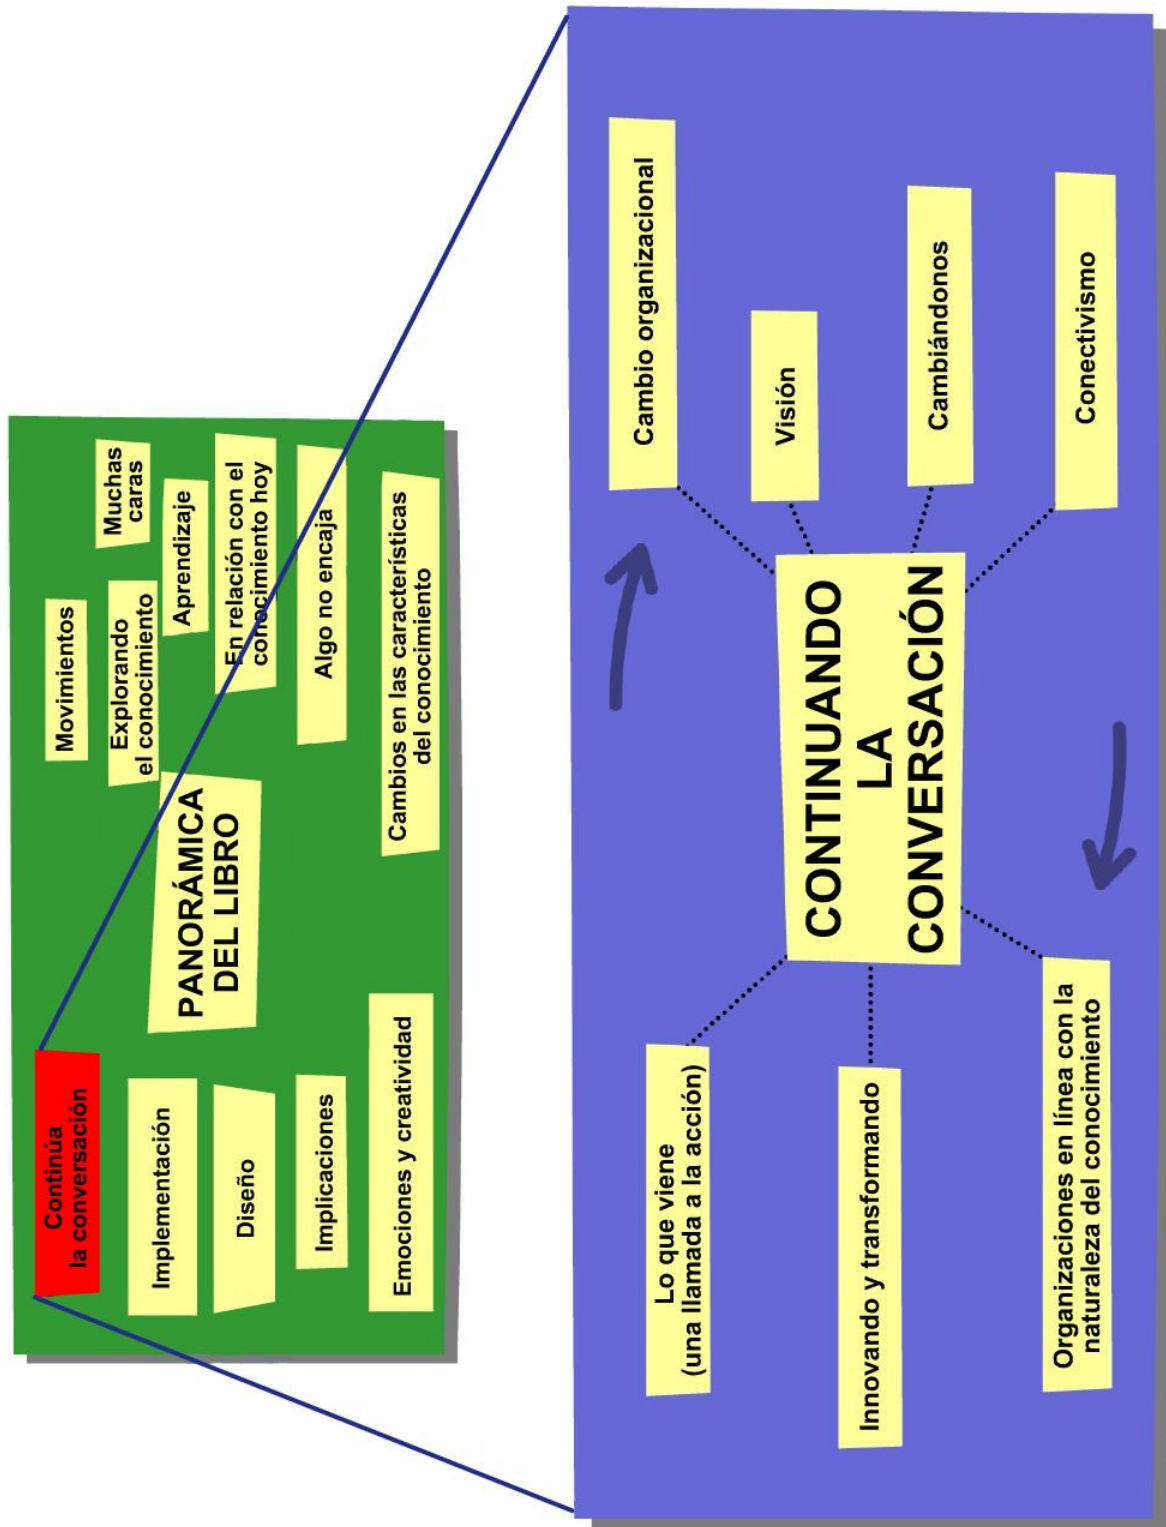 PANORÁMICA
DEL LIBRO
Movimientos
Muchas
caras
Explorando
el conocimiento
Aprendizaje
En relación con el
conocimiento hoy
Algo no encaja
Cambios en las características
del conocimiento
Emociones y creatividad
Implicaciones
Diseño
Implementación
Continúa
la conversación
CONTINUANDO
LA
CONVERSACIÓN
Cambio organizacional
Visión
Cambiándonos
Conectivismo
Organizaciones en línea con la
naturaleza del conocimiento
Innovando y transformando
Lo que viene
(una llamada a la acción)